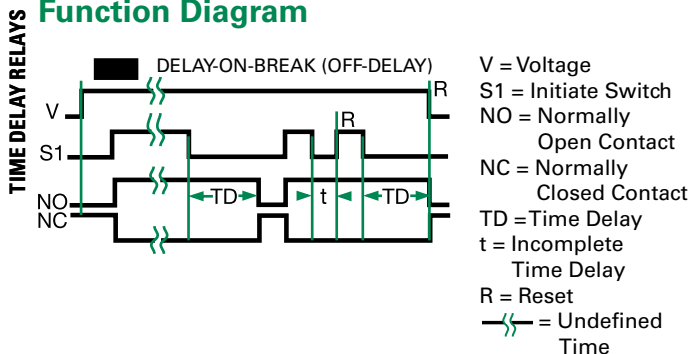 Function Diagram
TIME DELAY RELAYS
DELAY-ON-BREAK (OFF-DELAY)
R
V
R
S1
TD
t
TD
NO
NC
V = Voltage
S1 = Initiate Switch
NO = Normally
Open Contact
NC = Normally
Closed Contact
TD = Time Delay
t = Incomplete
Time Delay
R = Reset
= Undefined
Time